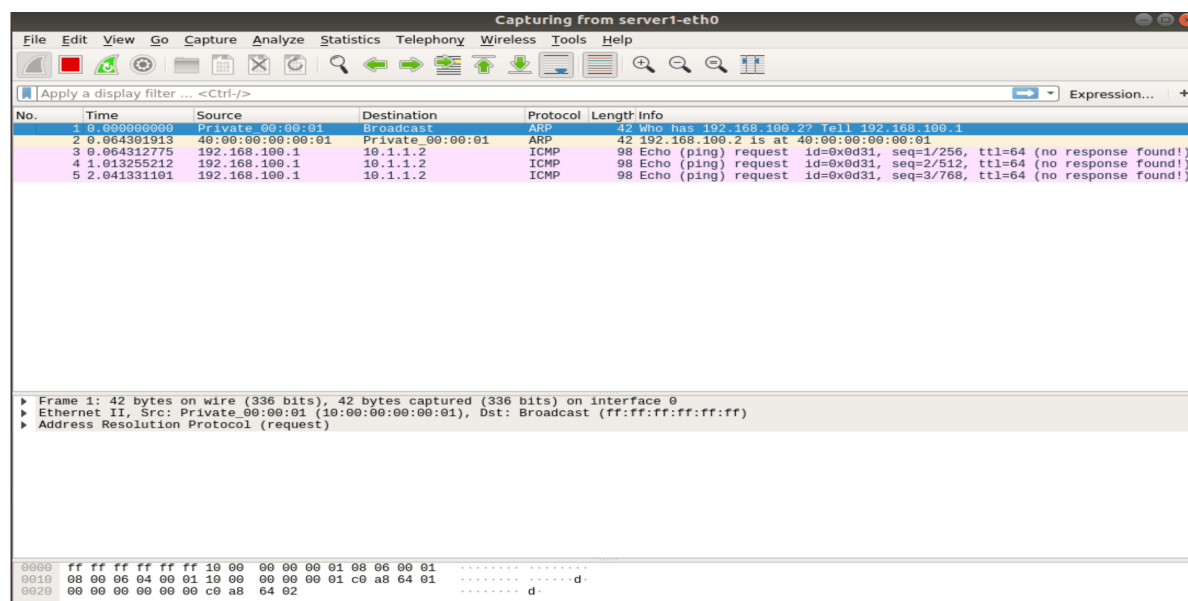 Capturing from server1-eth0
File Edit View Go Capture Analyze Statistics Telephony Wireless Tools Help
Apply a display filter ... <Ctrl-/> Expression... +
No. Time Source Destination Protocol Length Info
1 0.000000000 Private_00:00:01 Broadcast ARP 42 Who has 192.168.100.2? Tell 192.168.100.1
2 0.064301913 40:00:00:00:00:01 Private_00:00:01 ARP 42 192.168.100.2 is at 40:00:00:00:00:01
3 0.064312775 192.168.100.1 10.1.1.2 ICMP 98 Echo (ping) request id=0x0d31, seq=1/256, ttl=64 (no response found!)
4 1.013255212 192.168.100.1 10.1.1.2 ICMP 98 Echo (ping) request id=0x0d31, seq=2/512, ttl=64 (no response found!)
5 2.041331101 192.168.100.1 10.1.1.2 ICMP 98 Echo (ping) request id=0x0d31, seq=3/768, ttl=64 (no response found!)
Frame 1: 42 bytes on wire (336 bits), 42 bytes captured (336 bits) on interface 0
Ethernet II, Src: Private_00:00:01 (10:00:00:00:00:01), Dst: Broadcast (ff:ff:ff:ff:ff:ff)
Address Resolution Protocol (request)
0000 ff ff ff ff ff ff 10 00 00 00 00 01 08 06 00 01 ········ ········
0010 08 00 06 04 00 01 10 00 00 00 00 01 c0 a8 64 01 ········ ······d·
0020 00 00 00 00 00 00 c0 a8 64 02 ········ d·